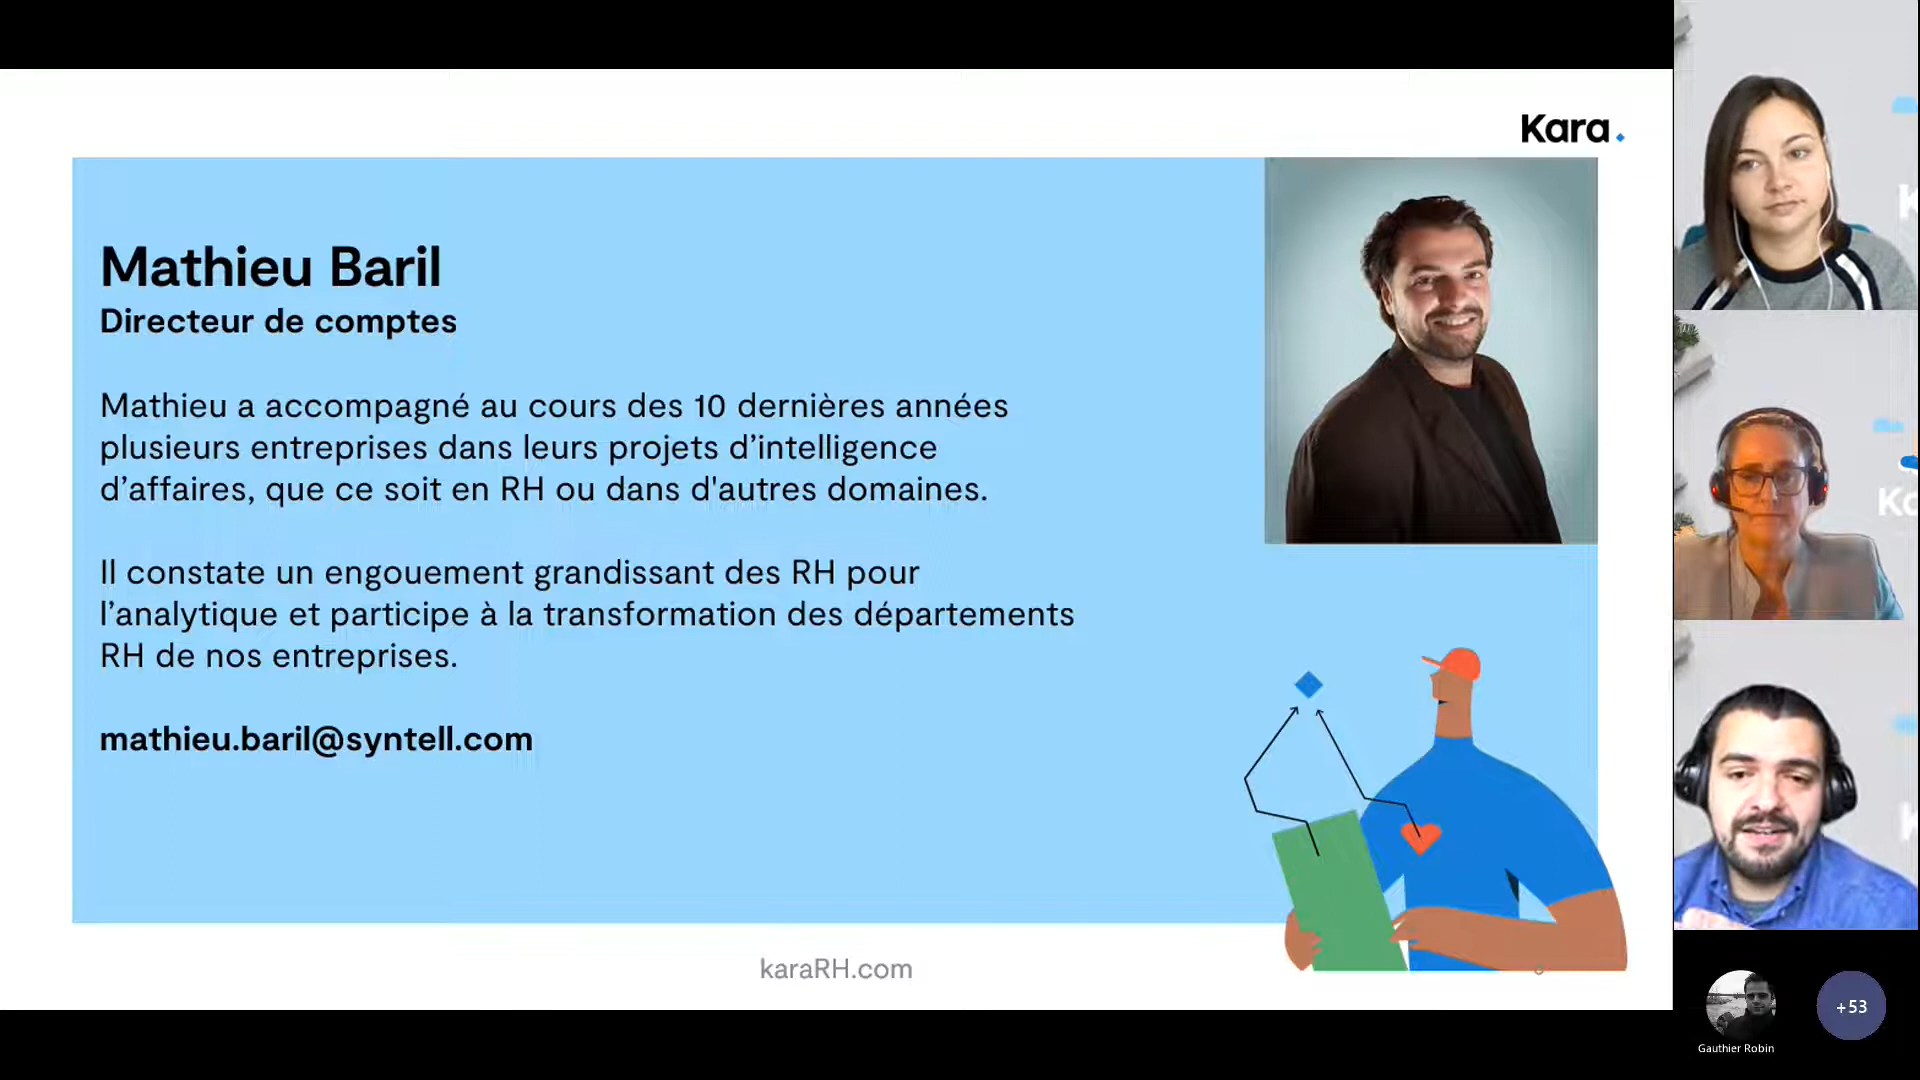 Kara
Mathieu Baril
Directeur de comptes
Mathieu a accompagné au cours des 10 dernières années
plusieurs entreprises dans leurs projets d’intelligence
d’affaires, que ce soit en RH ou dans d'autres domaines.
Il constate un engouement grandissant des RH pour
l’analytique et participe à la transformation des départements
RH de nos entreprises.
mathieu.baril@syntell.com
karaRH.com
Gauthier Robin
+53